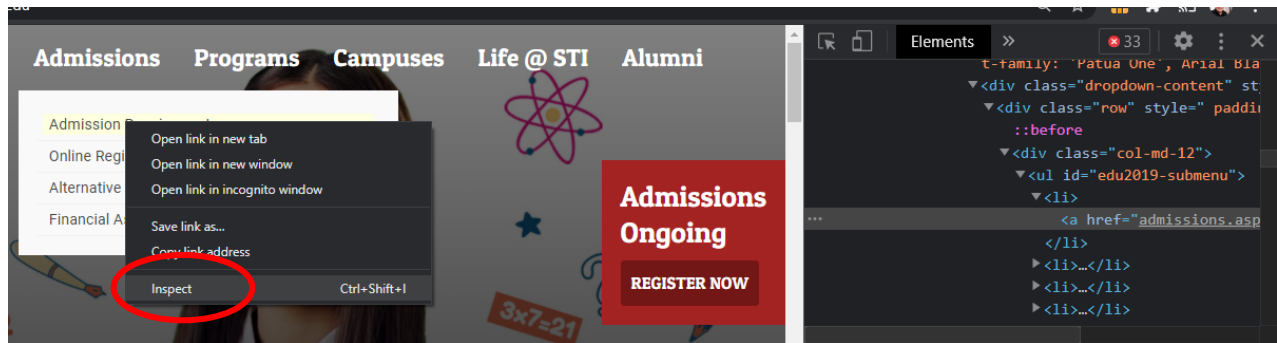 Admissions Programs Campuses Life @ STI Alumni
Admission
Online Regi
Alternative
Financial A
Open link in new tab
Open link in new window
Open link in incognito window
Save link as...
Copy link address
Inspect Ctrl+Shift+I
Admissions
Ongoing
REGISTER NOW
3x7=21
Elements » 33
t-family: 'Patua One', Arial Bla
▼<div class="dropdown-content" st
▼<div class="row" style=" paddi
::before
▼<div class="col-md-12">
▼<ul id="edu2019-submenu">
▼<li>
... <a href="admissions.asp
</li>
▶<li>…</li>
▶<li>…</li>
▶<li>…</li>